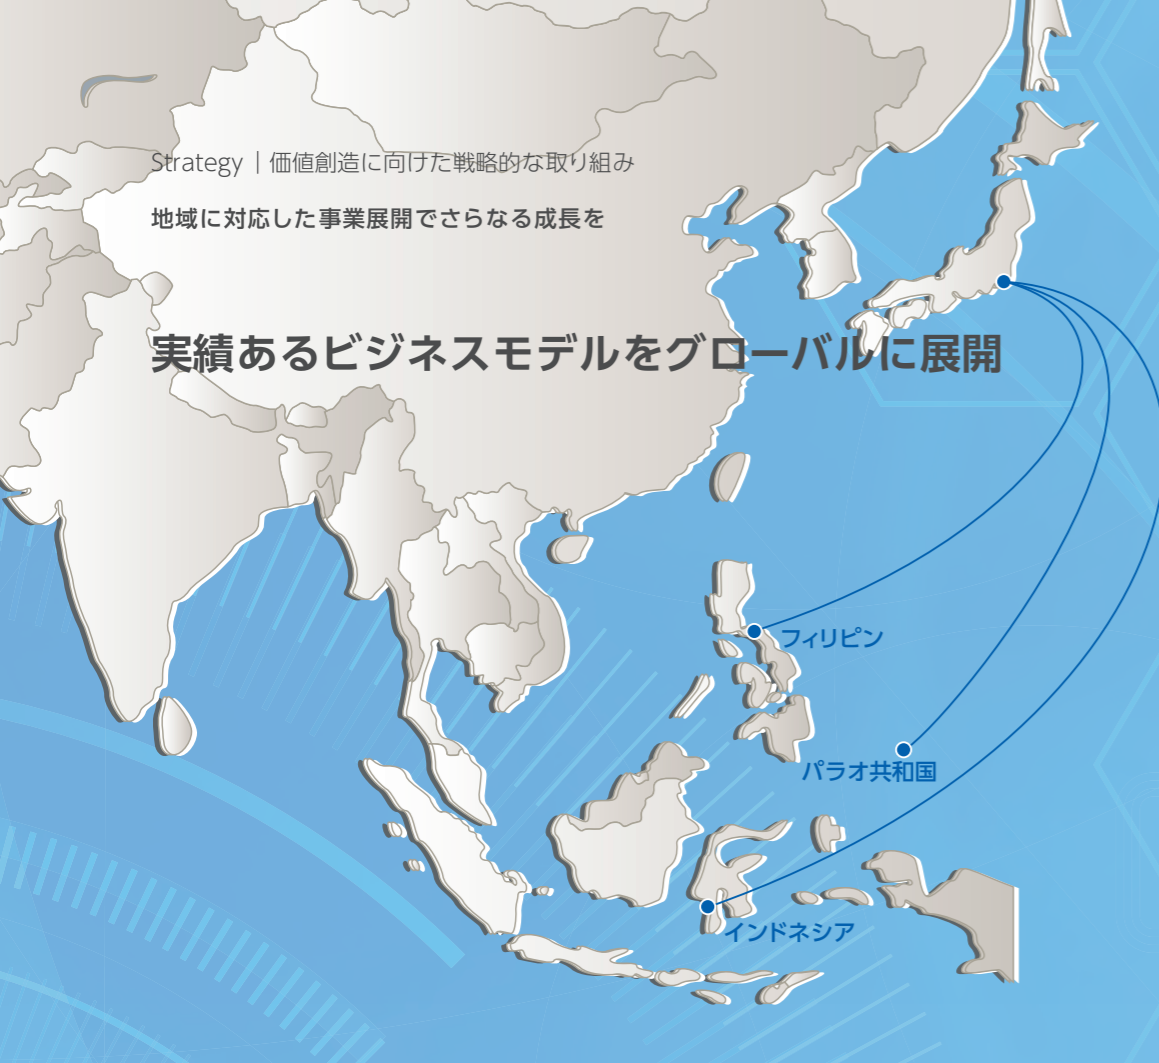 Strategy｜価値創造に向けた戦略的な取り組み
地域に対応した事業展開でさらなる成長を
実績あるビジネスモデルをグローバルに展開
フィリピン
パラオ共和国
インドネシア